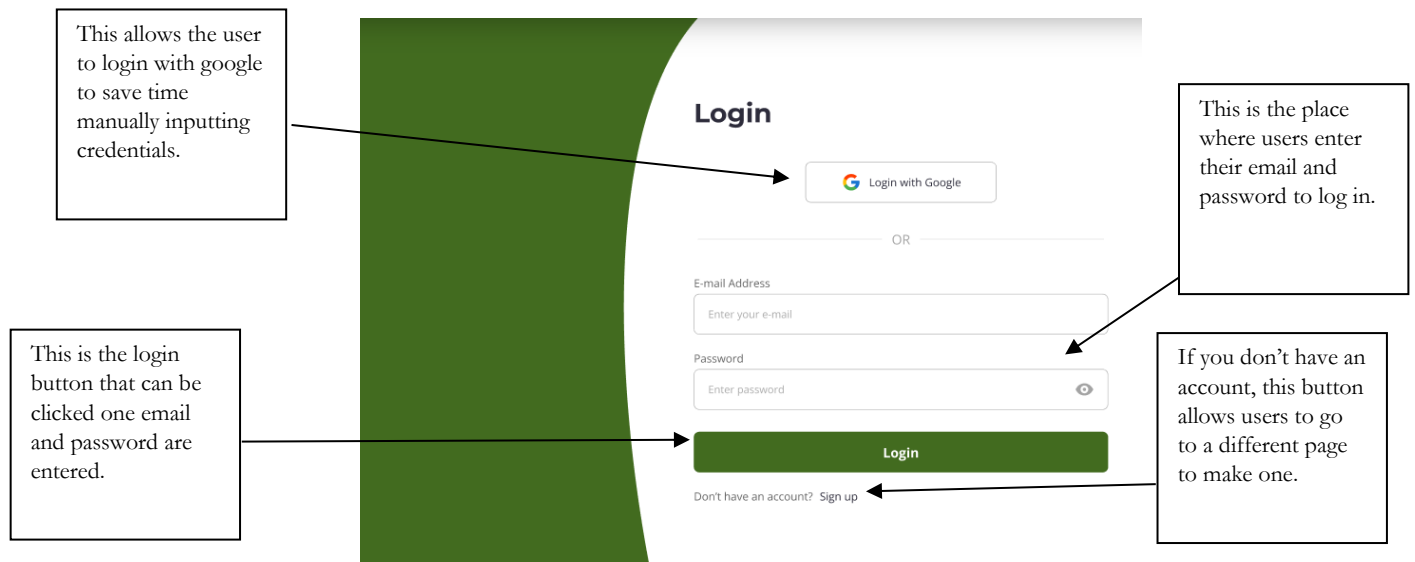 This allows the user
to login with google
to save time
manually inputting
credentials.
Login
Login with Google
OR
E-mail Address
Enter your e-mail
Password
Enter password
Login
Don't have an account? Sign up
This is the place
where users enter
their email and
password to log in.
This is the login
button that can be
clicked one email
and password are
entered.
If you don’t have an
account, this button
allows users to go
to a different page
to make one.